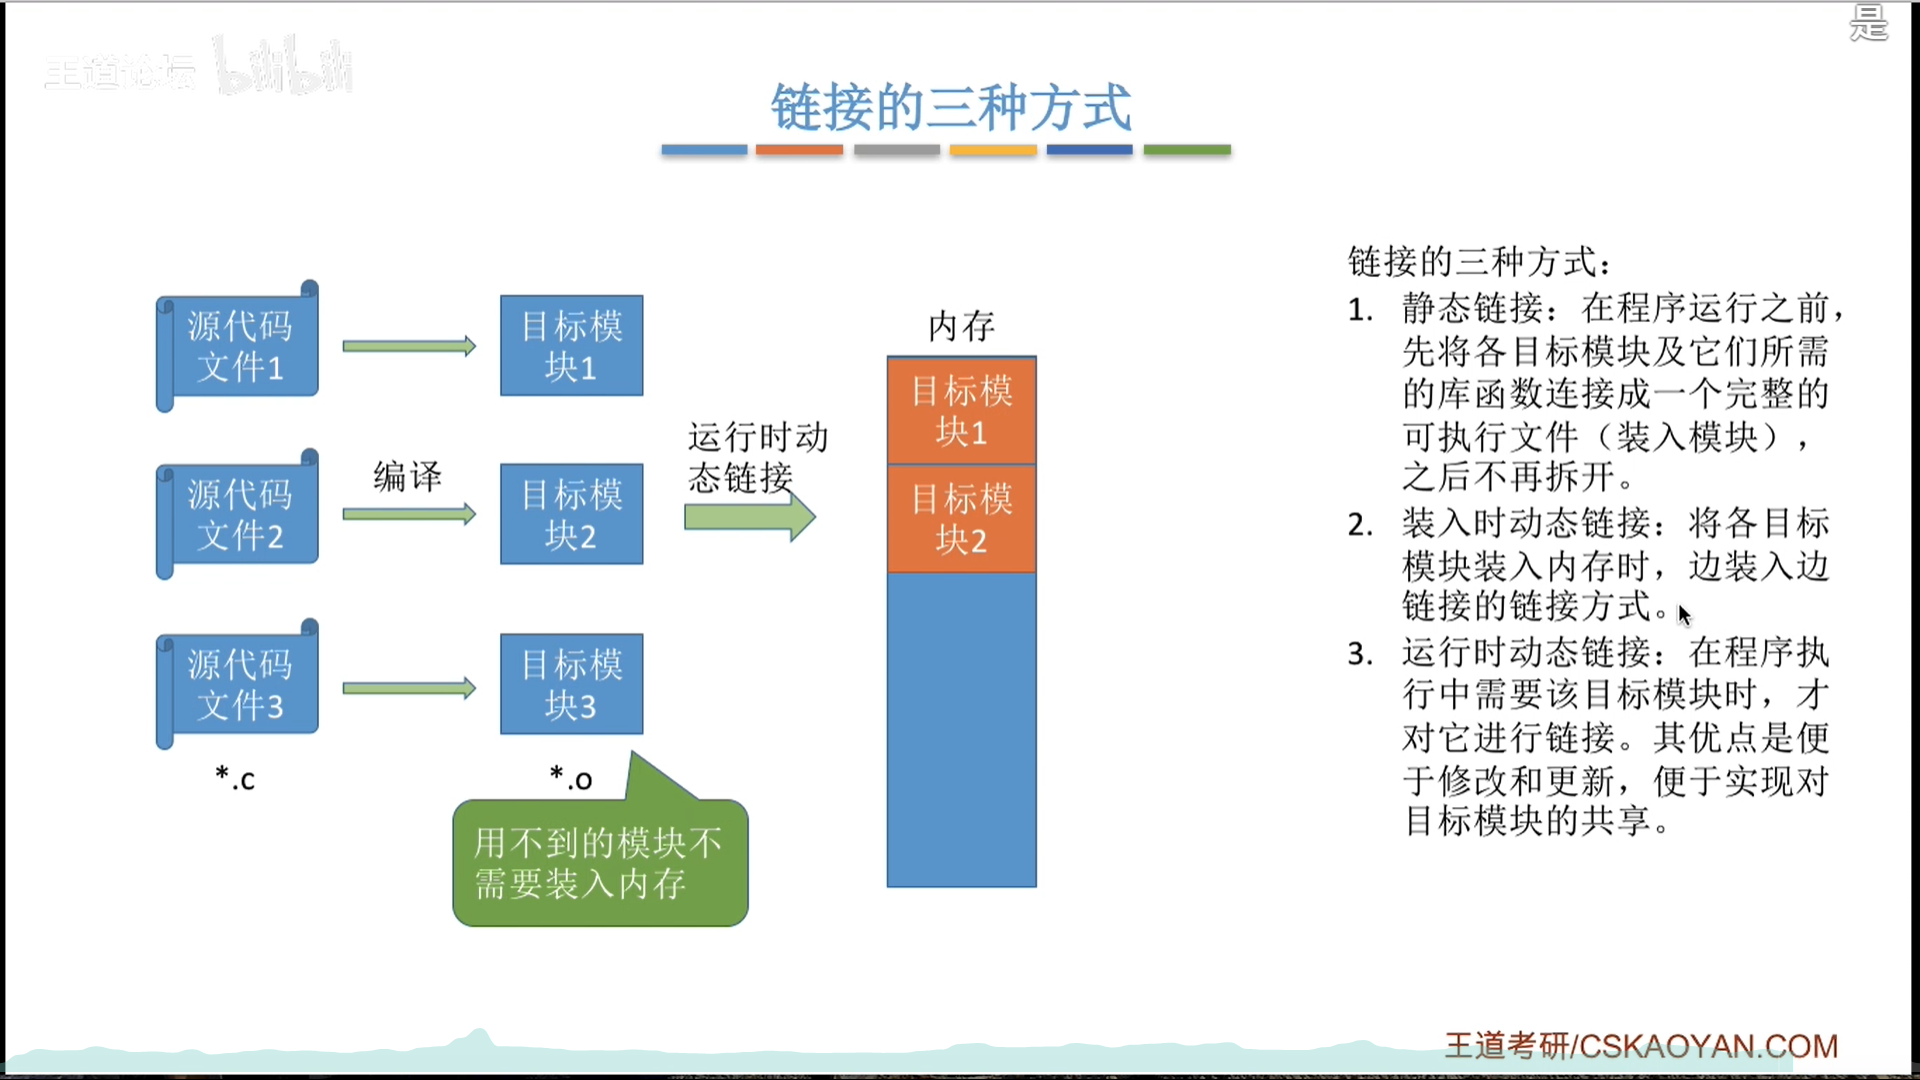 是
王道论坛 bilibili
链接的三种方式
源代码
文件1
目标模
块1
源代码
文件2
编译
目标模
块2
源代码
文件3
目标模
块3
*.c
*.o
用不到的模块不
需要装入内存
运行时动
态链接
内存
目标模
块1
目标模
块2
链接的三种方式：
1. 静态链接：在程序运行之前，
先将各目标模块及它们所需
的库函数连接成一个完整的
可执行文件（装入模块），
之后不再拆开。
2. 装入时动态链接：将各目标
模块装入内存时，边装入边
链接的链接方式。
3. 运行时动态链接：在程序执
行中需要该目标模块时，才
对它进行链接。其优点是便
于修改和更新，便于实现对
目标模块的共享。
王道考研/CSKAOYAN.COM